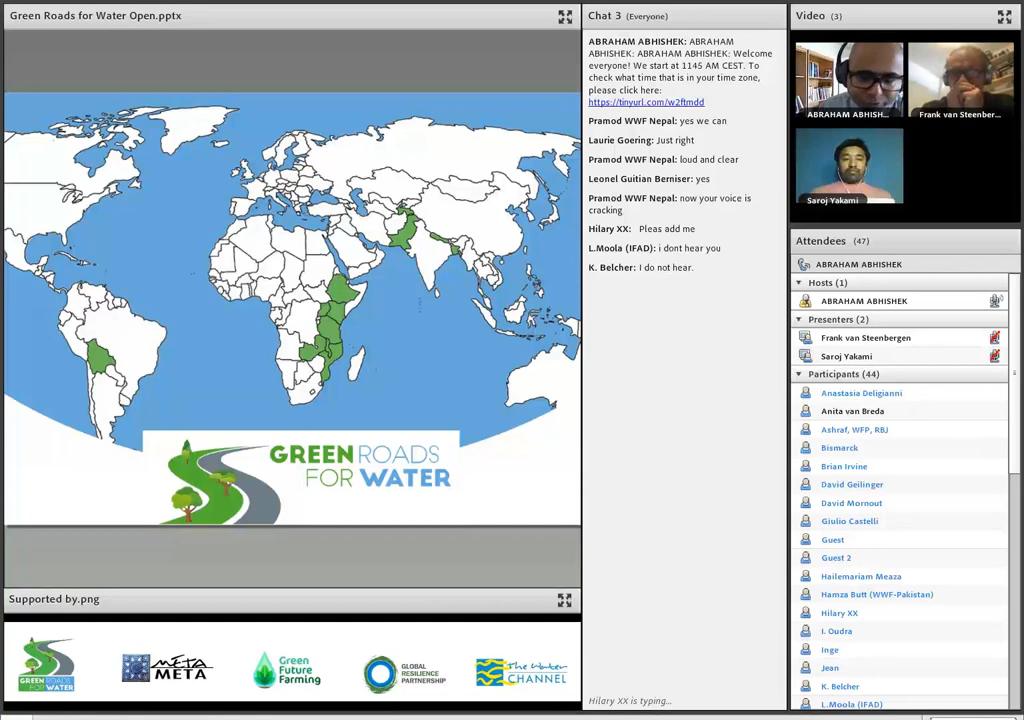 Green Roads for Water Open.pptx
GREEN ROADS
FOR WATER
Supported by.png
GREEN ROADS
FOR WATER
META
META
Green
Future
Farming
GLOBAL
RESILIENCE
PARTNERSHIP
The Water
CHANNEL
Chat 3 (Everyone)
ABRAHAM ABHISHEK: ABRAHAM
ABHISHEK: ABRAHAM ABHISHEK: Welcome
everyone! We start at 1145 AM CEST. To
check what time that is in your time zone,
please click here:
https://tinyurl.com/w2ftmdd
Pramod WWF Nepal: yes we can
Laurie Goering: Just right
Pramod WWF Nepal: loud and clear
Leonel Guitian Berniser: yes
Pramod WWF Nepal: now your voice is
cracking
Hilary XX: Pleas add me
L.Moola (IFAD): i dont hear you
K. Belcher: I do not hear.
Hilary XX is typing...
Video (3)
ABRAHAM ABHISH...
Frank van Steenber...
Saroj Yakami
Attendees (47)
ABRAHAM ABHISHEK
Hosts (1)
ABRAHAM ABHISHEK
Presenters (2)
Frank van Steenbergen
Saroj Yakami
Participants (44)
Anastasia Deligianni
Anita van Breda
Ashraf, WFP, RBJ
Bismarck
Brian Irvine
David Geilinger
David Mornout
Giulio Castelli
Guest
Guest 2
Hailemariam Meaza
Hamza Butt (WWF-Pakistan)
Hilary XX
I. Oudra
Inge
Jean
K. Belcher
L.Moola (IFAD)